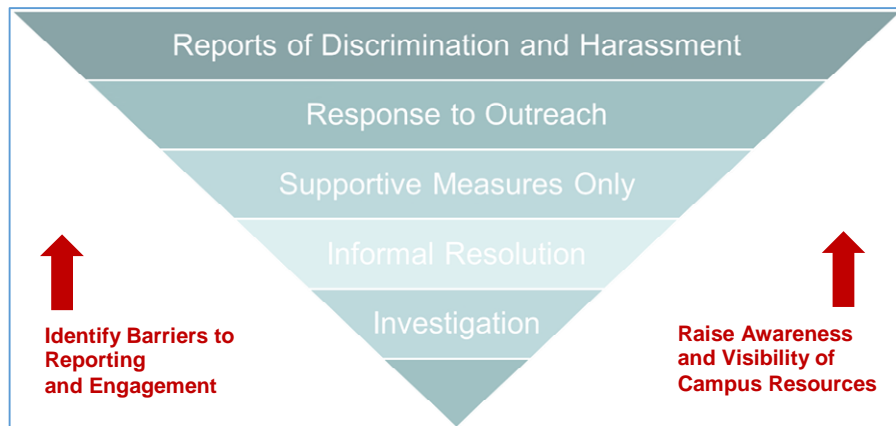 Reports of Discrimination and Harassment
Response to Outreach
Supportive Measures Only
Informal Resolution
Investigation
Identify Barriers to
Reporting
and Engagement
Raise Awareness
and Visibility of
Campus Resources